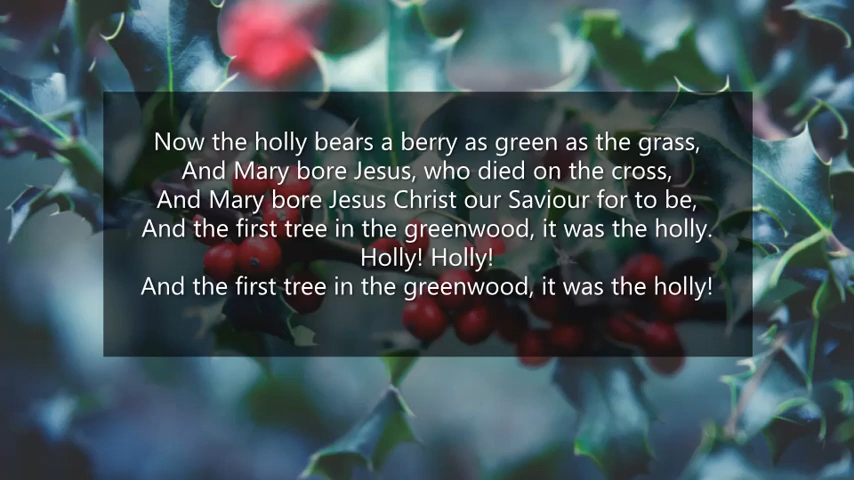 Now the holly bears a berry as green as the grass,
And Mary bore Jesus, who died on the cross,
And Mary bore Jesus Christ our Saviour for to be,
And the first tree in the greenwood, it was the holly.
Holly! Holly!
And the first tree in the greenwood, it was the holly!